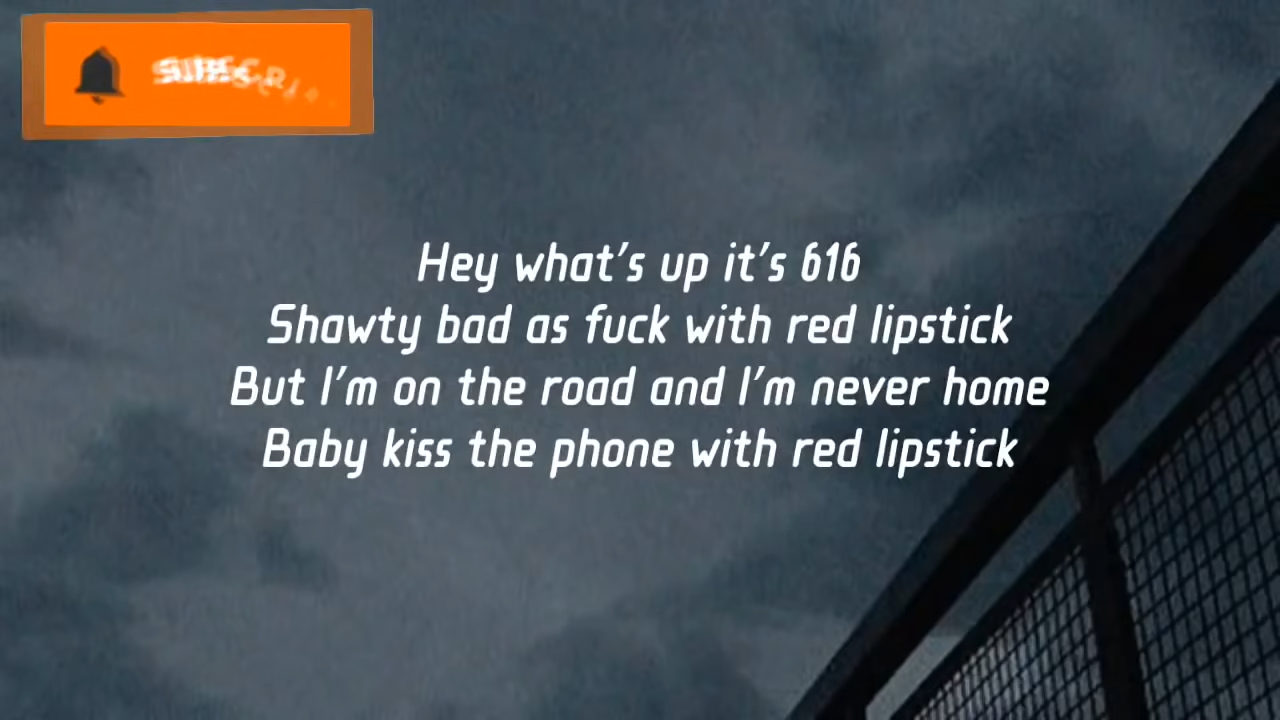 Hey what's up it's 616
Shawty bad as fuck with red lipstick
But I'm on the road and I'm never home
Baby kiss the phone with red lipstick